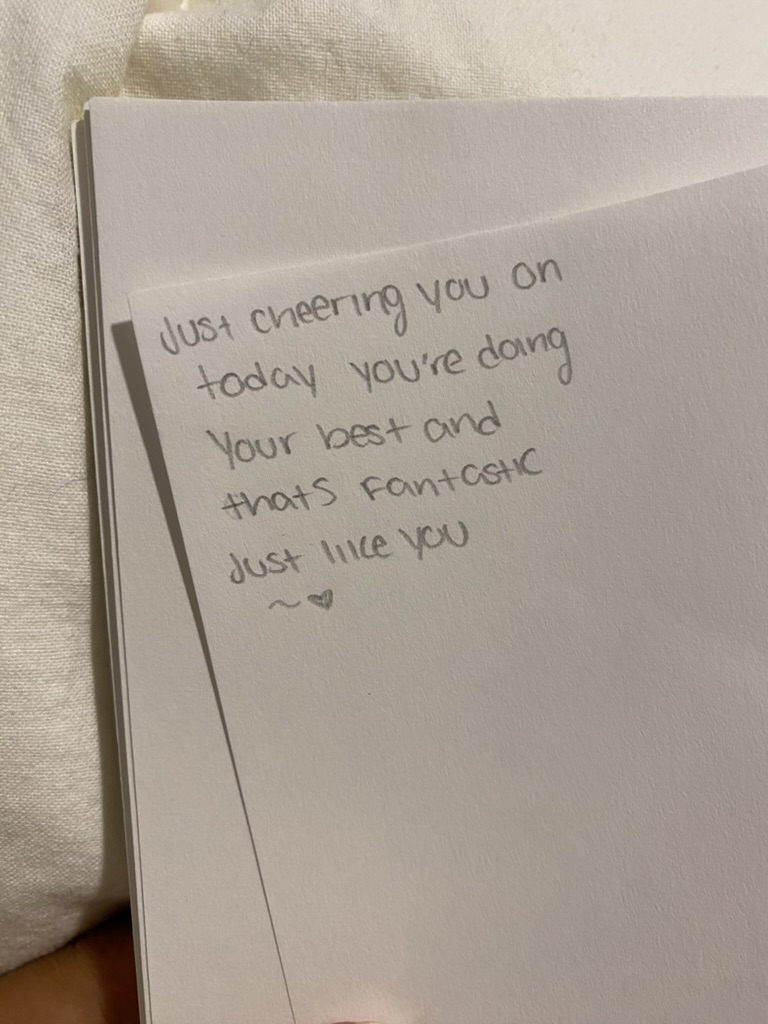 Just cheering you on
today you're doing
your best and
thats Fantastic
Just like you
~♥